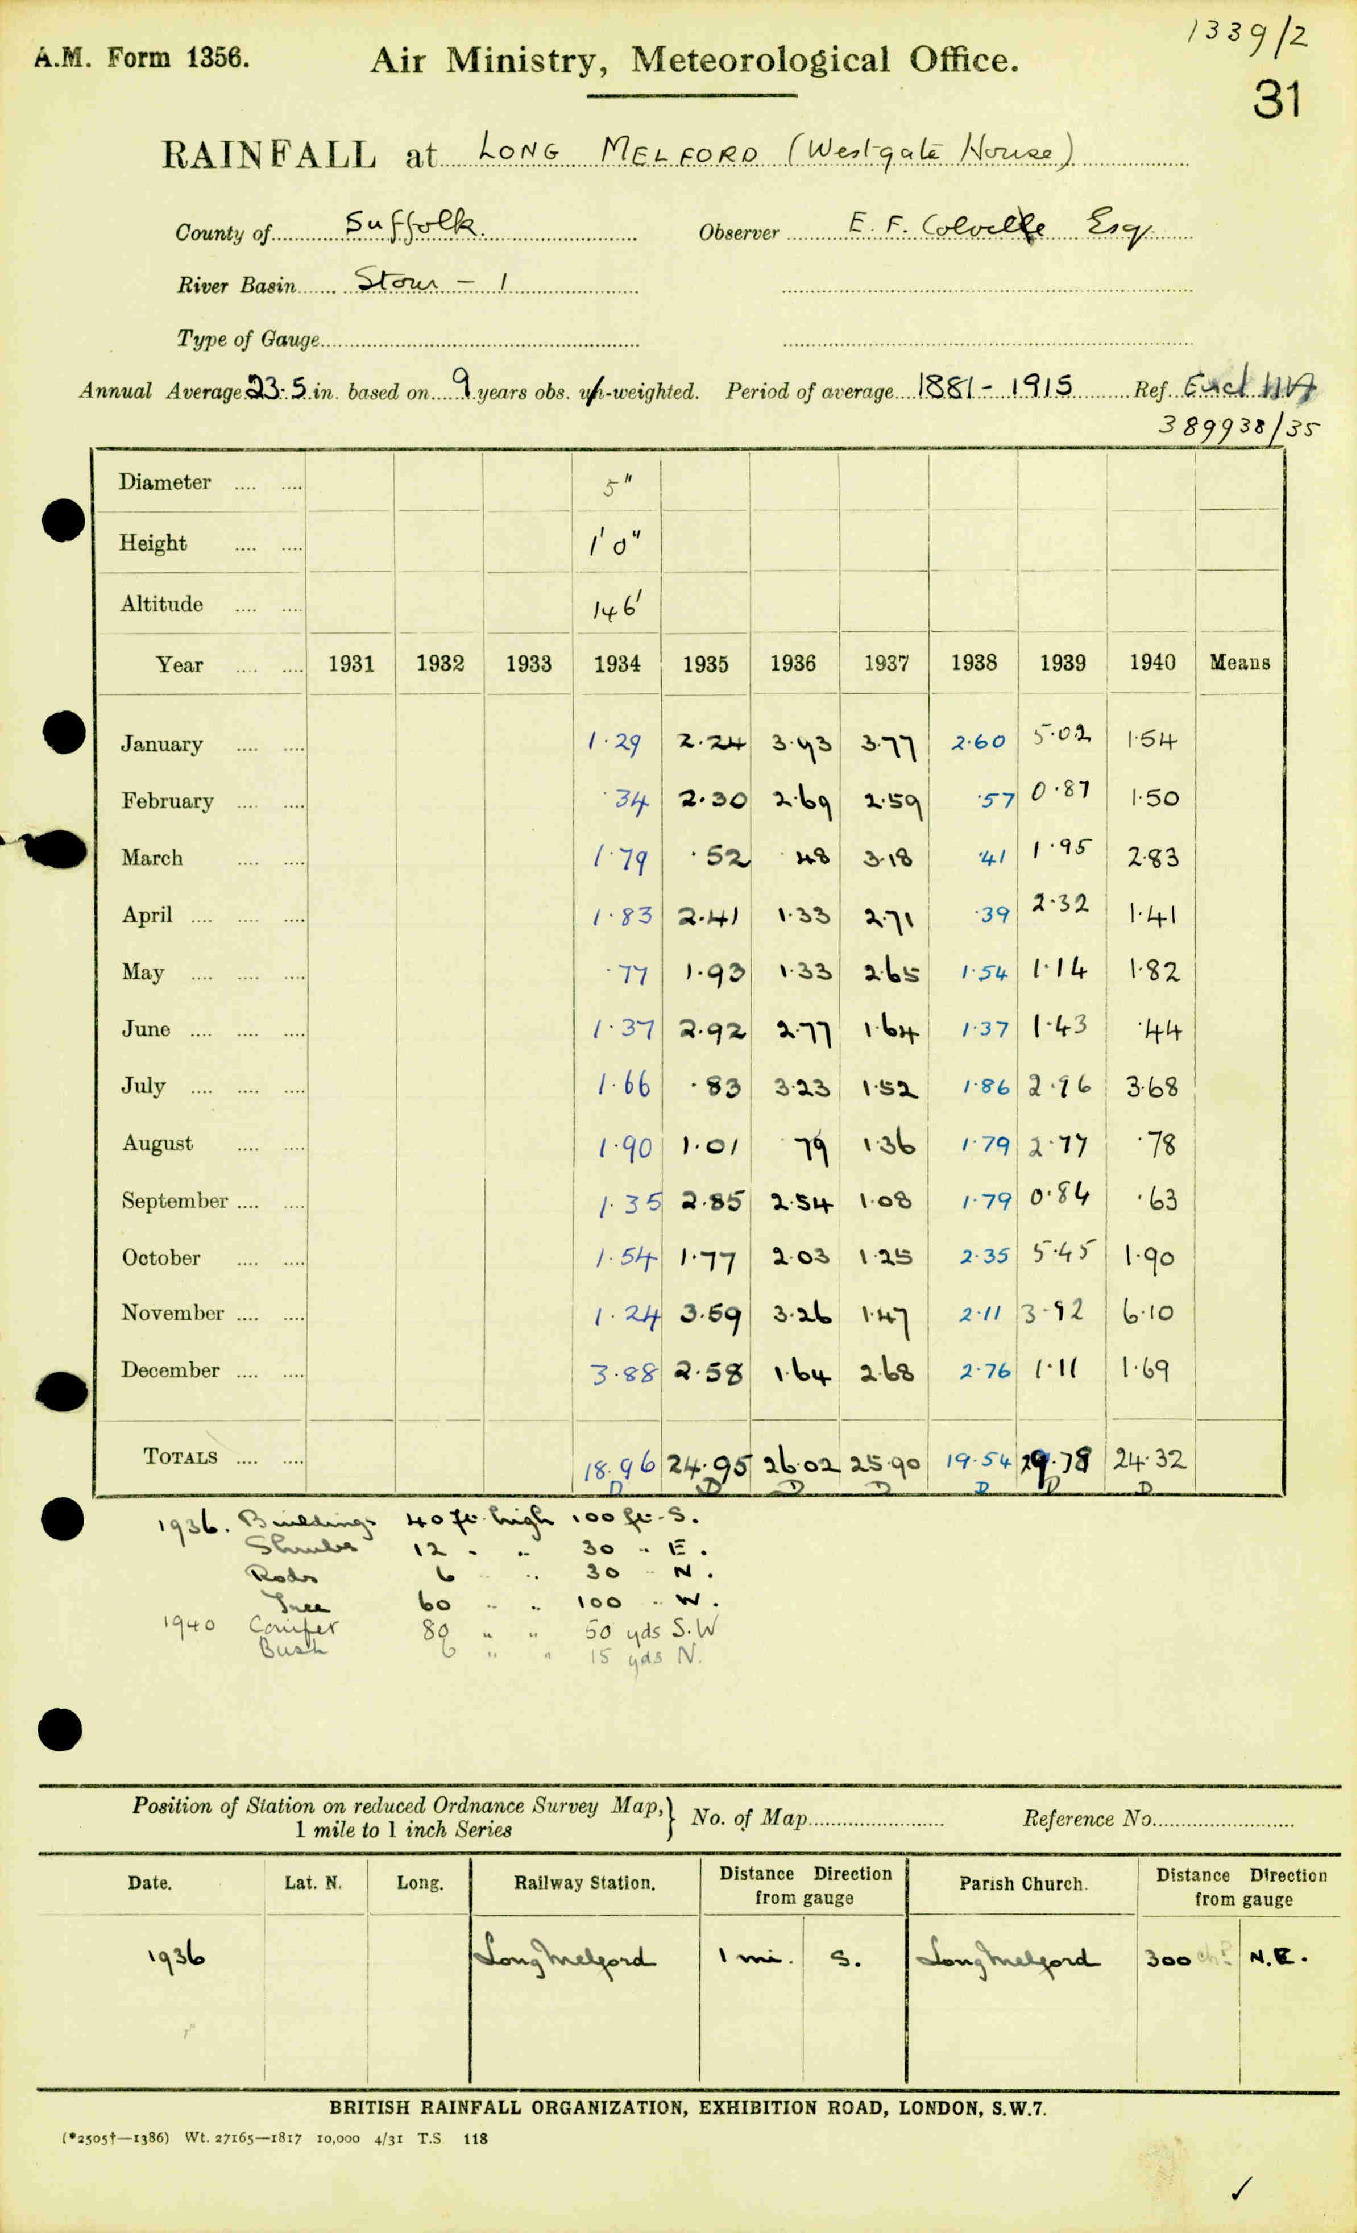 1339/2
A.M. Form 1356. Air Ministry, Meteorological Office.
31
RAINFALL at LONG MELFORD (Westgate House)
County of Suffolk. Observer E. F. Colville Esq.
River Basin Stour - 1
Type of Gauge
Annual Average 23.5 in. based on 9 years obs. un-weighted. Period of average 1881 - 1915 Ref.
389938/35
Diameter 5"
Height 1' 0"
Altitude 146'
Year 1931 1932 1933 1934 1935 1936 1937 1938 1939 1940 Means
January 1.29 2.24 3.93 3.77 2.60 5.02 1.54
February .34 2.30 2.69 2.59 .57 0.87 1.50
March 1.79 .52 .48 3.18 .41 1.95 2.83
April 1.83 2.41 1.33 2.71 .39 2.32 1.41
May .77 1.93 1.33 2.65 1.54 1.14 1.82
June 1.37 2.92 2.77 1.64 1.37 1.43 .44
July 1.66 .83 3.23 1.52 1.86 2.96 3.68
August 1.90 1.01 .79 1.36 1.79 2.77 .78
September 1.35 2.85 2.54 1.08 1.79 0.84 .63
October 1.54 1.77 2.03 1.25 2.35 5.45 1.90
November 1.24 3.59 3.26 1.47 2.11 3.92 6.10
December 3.88 2.58 1.64 2.68 2.76 1.11 1.69
TOTALS 18.96 24.95 26.02 25.90 19.54 29.78 24.32
D D D D D D D
1936. Buildings 40 ft. high 100 ft. S.
Shrubs 12 " " 30 " E.
Rods 6 " " 30 " N.
Tree 60 " " 100 " W.
1940 Conifer 80 " " 50 yds S.W
Bush 6 " " 15 yds N.
Position of Station on reduced Ordnance Survey Map, } No. of Map Reference No.
1 mile to 1 inch Series
Date. Lat. N. Long. Railway Station. Distance Direction from gauge Parish Church. Distance Direction from gauge
1936 Long Melford 1 mi. S. Long Melford 300 N.E.
BRITISH RAINFALL ORGANIZATION, EXHIBITION ROAD, LONDON, S.W.7.
(*2505†—1386) Wt. 27165—1817 10,000 4/31 T.S. 118